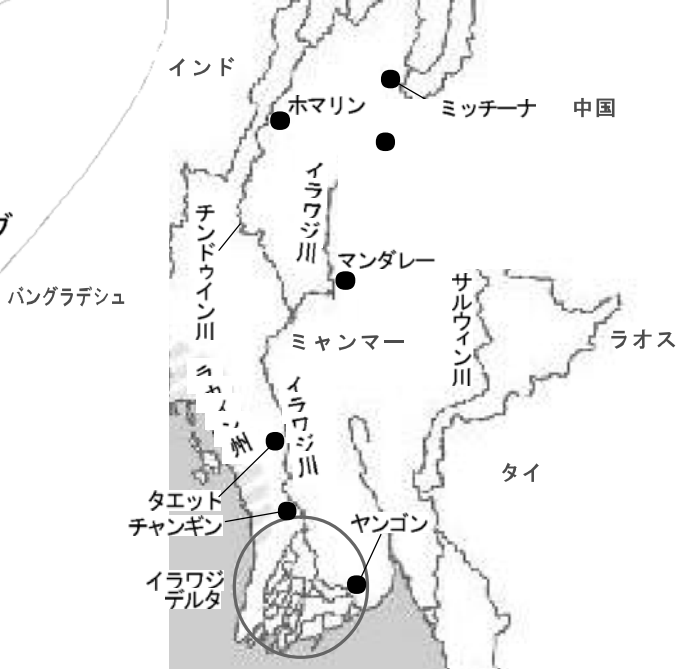 インド
ホマリン
ミッチーナ
中国
イラワジ川
チンドゥイン川
マンダレー
バングラデシュ
サルウィン川
ミャンマー
ラオス
イラワジ川
タイ
タエット
チャンギン
ヤンゴン
イラワジ
デルタ